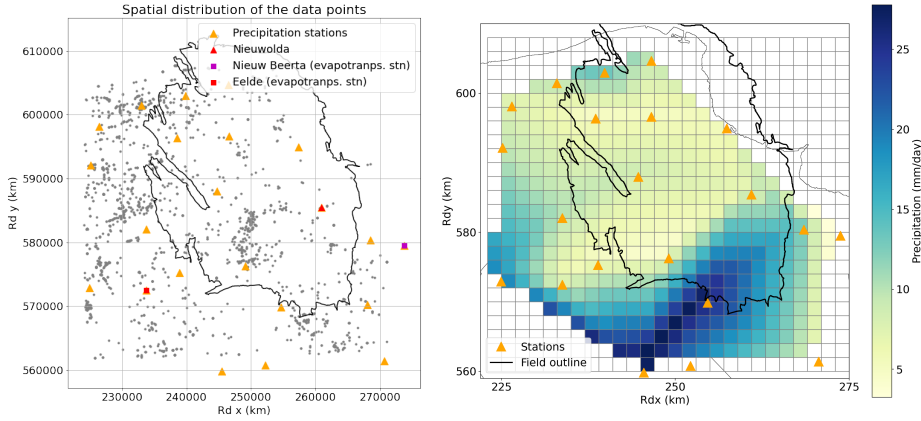 Spatial distribution of the data points
Precipitation stations
Nieuwolda
Nieuw Beerta (evapotranps. stn)
Eelde (evapotranps. stn)
610000
600000
590000
580000
570000
560000
Rd y (km)
230000 240000 250000 260000 270000
Rd x (km)
600
580
560
Rdy (km)
Stations
Field outline
225 250 275
Rdx (km)
25
20
15
10
5
Precipitation (mm/day)